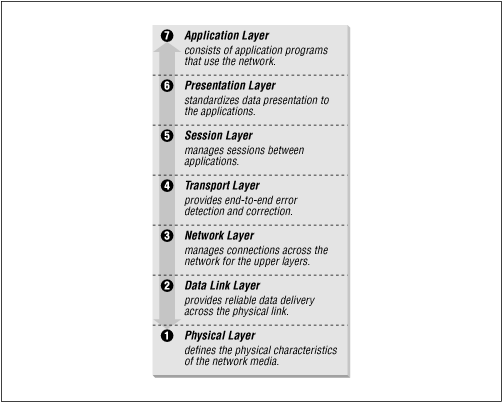 7 Application Layer
consists of application programs
that use the network.
6 Presentation Layer
standardizes data presentation to
the applications.
5 Session Layer
manages sessions between
applications.
4 Transport Layer
provides end-to-end error
detection and correction.
3 Network Layer
manages connections across the
network for the upper layers.
2 Data Link Layer
provides reliable data delivery
across the physical link.
1 Physical Layer
defines the physical characteristics
of the network media.